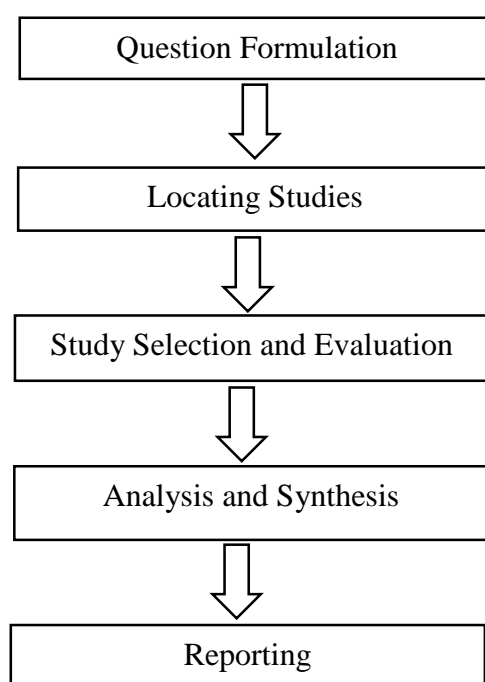 Question Formulation
Locating Studies
Study Selection and Evaluation
Analysis and Synthesis
Reporting